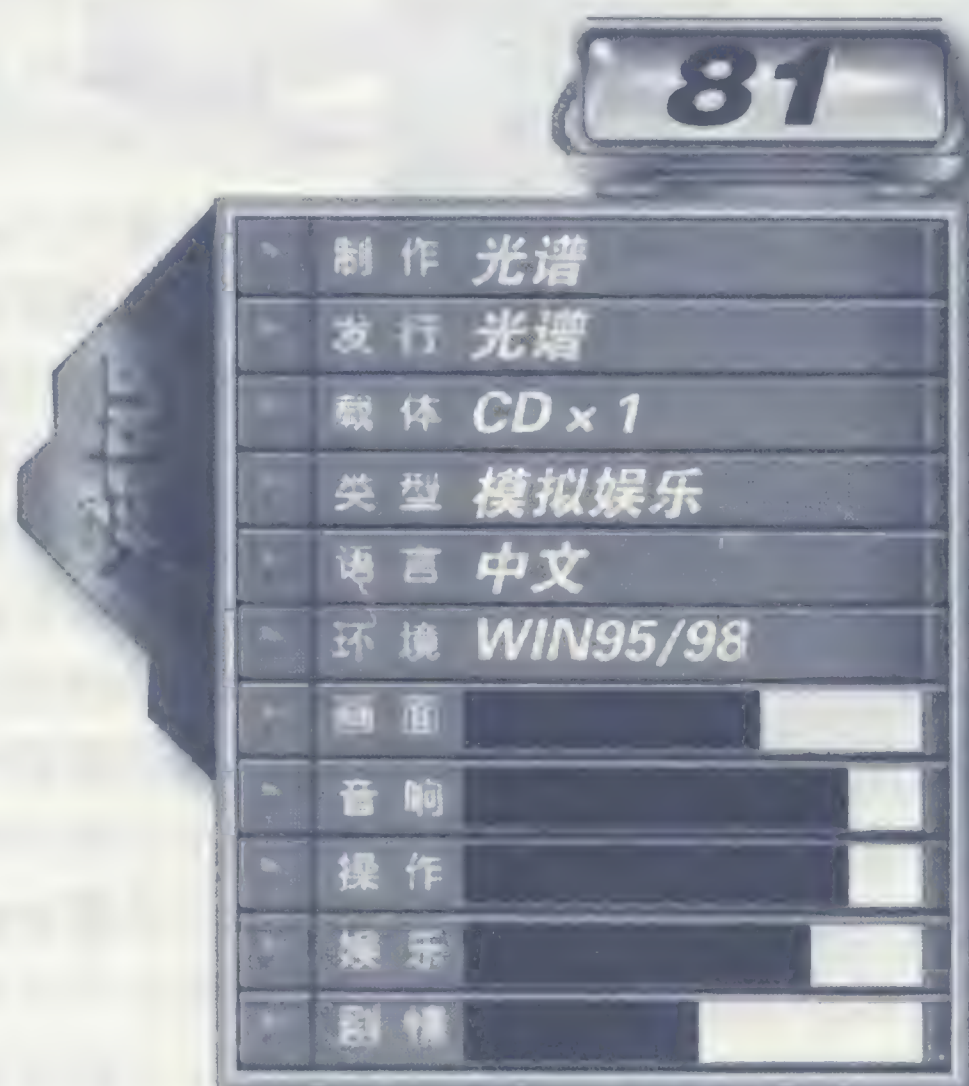 81
制作 光谱
发行 光谱
载体 CD x 1
类型 模拟娱乐
语言 中文
环境 WIN95/98
画面
音响
操作
娱乐
剧情